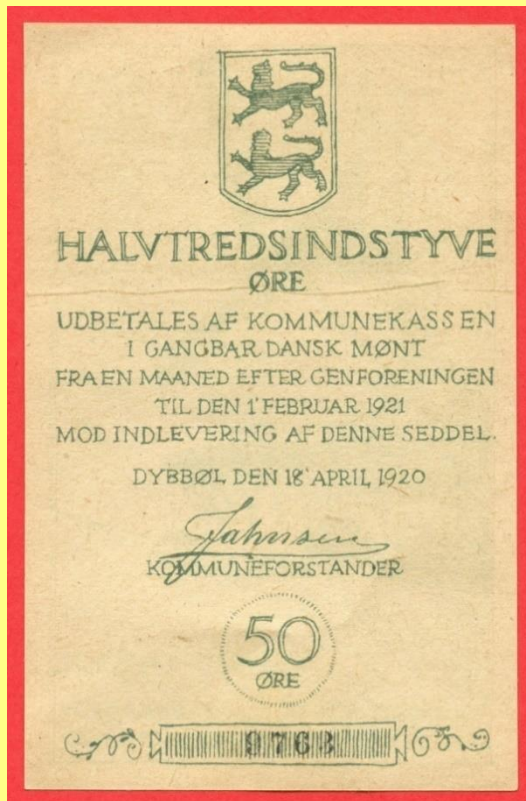 HALVTREDSINDSTYVE
ØRE
UDBETALES AF KOMMUNEKASSEN
I GANGBAR DANSK MØNT
FRA EN MAANED EFTER GENFORENINGEN
TIL DEN 1' FEBRUAR 1921
MOD INDLEVERING AF DENNE SEDDEL.
DYBBØL, DEN 18' APRIL, 1920
Jahnsen
KOMMUNEFORSTANDER
50
ØRE
9763